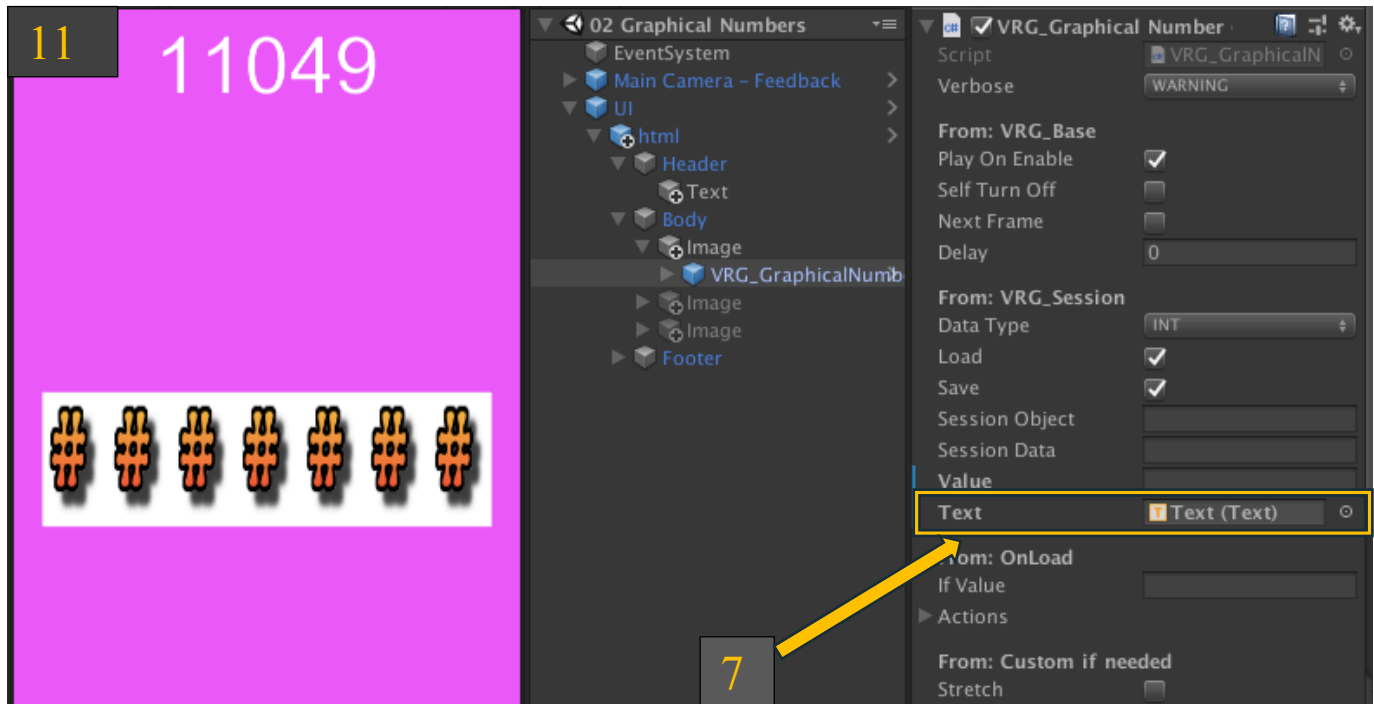 11
11049
# # # # # # #
02 Graphical Numbers
EventSystem
Main Camera – Feedback
UI
html
Header
Text
Body
Image
VRG_GraphicalNumb
Image
Image
Footer
VRG_Graphical Number
Script VRG_GraphicalN
Verbose WARNING
From: VRG_Base
Play On Enable
Self Turn Off
Next Frame
Delay 0
From: VRG_Session
Data Type INT
Load
Save
Session Object
Session Data
Value
Text Text (Text)
From: OnLoad
If Value
Actions
7
From: Custom if needed
Stretch